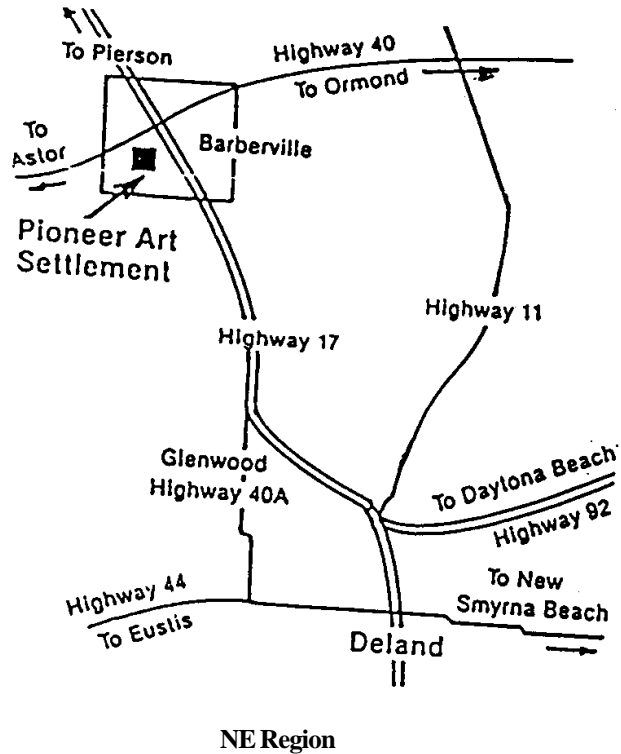 To Pierson
Highway 40
To Ormond
To
Astor
Barberville
Pioneer Art
Settlement
Highway 11
Highway 17
Glenwood
Highway 40A
To Daytona Beach
Highway 92
Highway 44
To Eustis
To New
Smyrna Beach
Deland
NE Region